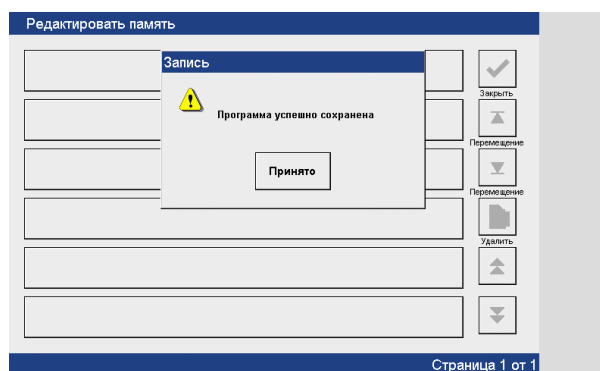 Редактировать память
Запись
Программа успешно сохранена
Принято
Закрыть
Перемещение
Перемещение
Удалить
Страница 1 от 1